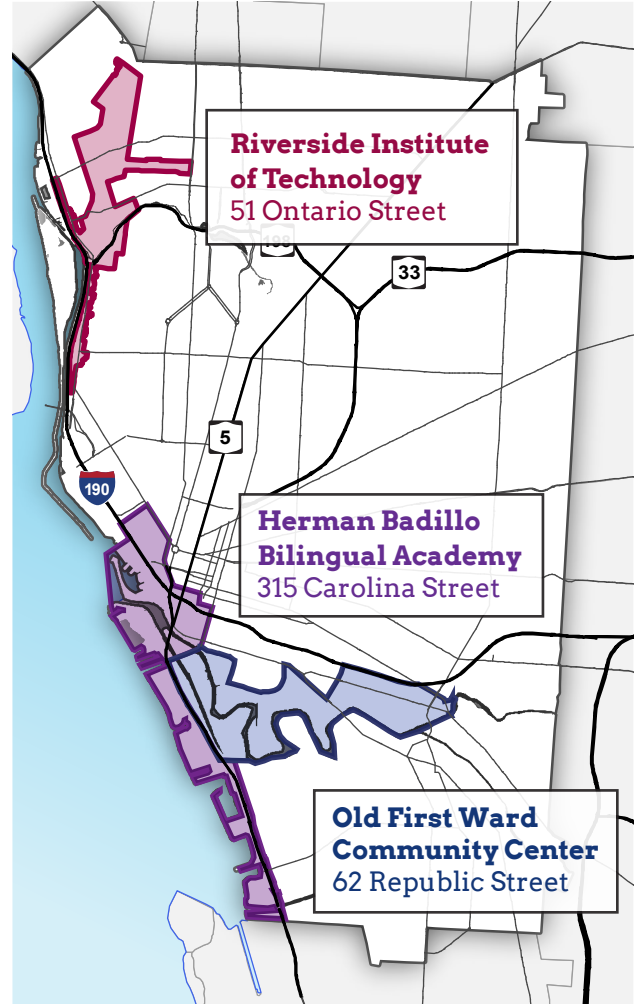 Riverside Institute
of Technology
51 Ontario Street
33
5
190
Herman Badillo
Bilingual Academy
315 Carolina Street
Old First Ward
Community Center
62 Republic Street